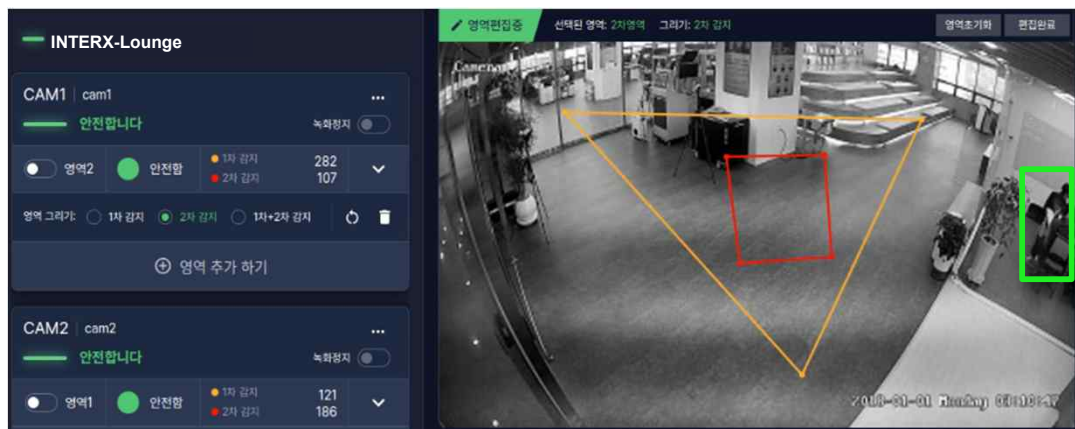 INTERX-Lounge
CAM1 cam1
안전합니다
녹화정지
영역2 안전함
1차 감지 282
2차 감지 107
영역 그리기: 1차 감지 2차 감지 1차+2차 감지
영역 추가 하기
CAM2 cam2
안전합니다
녹화정지
영역1 안전함
1차 감지 121
2차 감지 186
영역편집중 선택된 영역: 2차영역 그리기: 2차 감지 영역초기화 편집완료
Monday